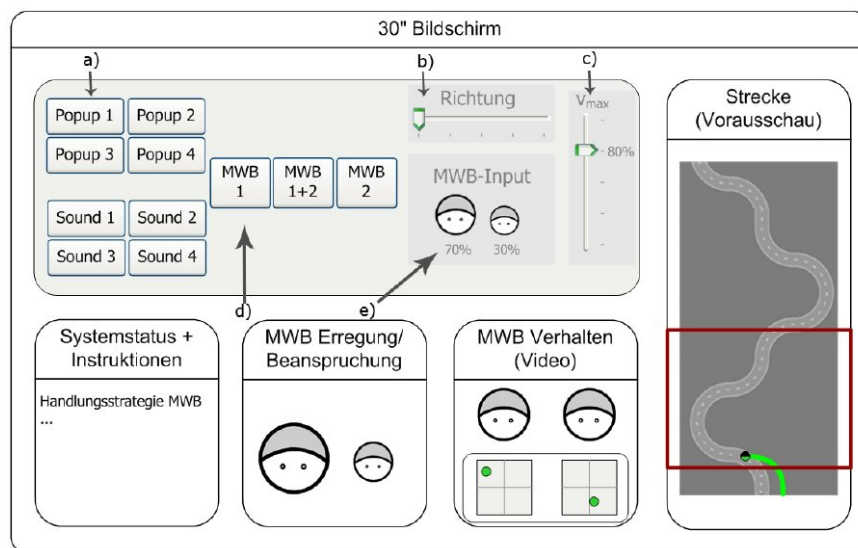 30" Bildschirm
a)
b)
c)
Popup 1
Popup 2
Popup 3
Popup 4
Sound 1
Sound 2
Sound 3
Sound 4
MWB
1
MWB
1+2
MWB
2
Richtung
MWB-Input
70%
30%
Vmax
80%
d)
e)
Strecke
(Vorausschau)
Systemstatus +
Instruktionen
Handlungsstrategie MWB
...
MWB Erregung/
Beanspruchung
MWB Verhalten
(Video)